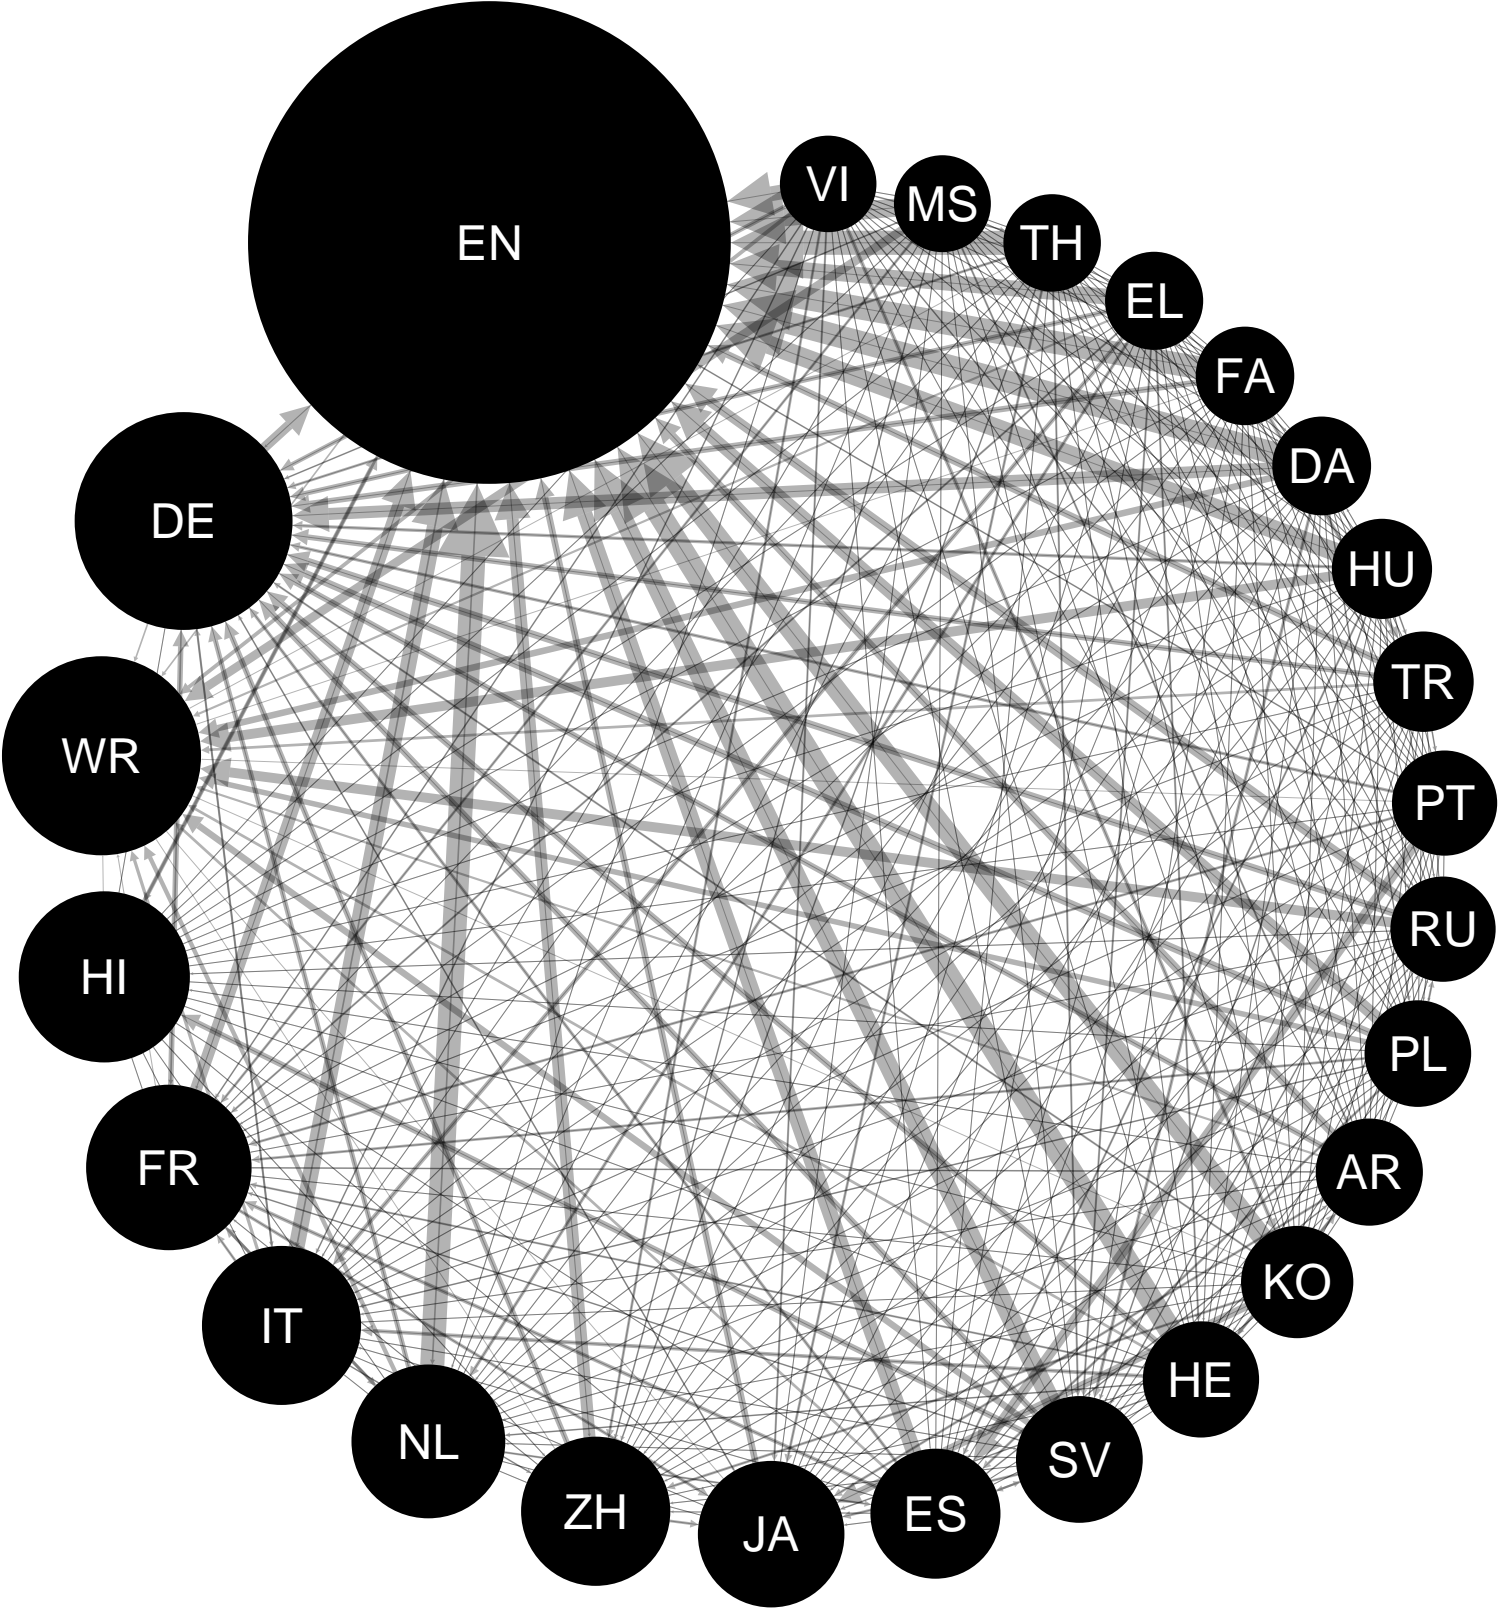 EN
VI
MS
TH
EL
FA
DA
HU
TR
PT
RU
PL
AR
KO
HE
SV
ES
JA
ZH
NL
IT
FR
HI
WR
DE